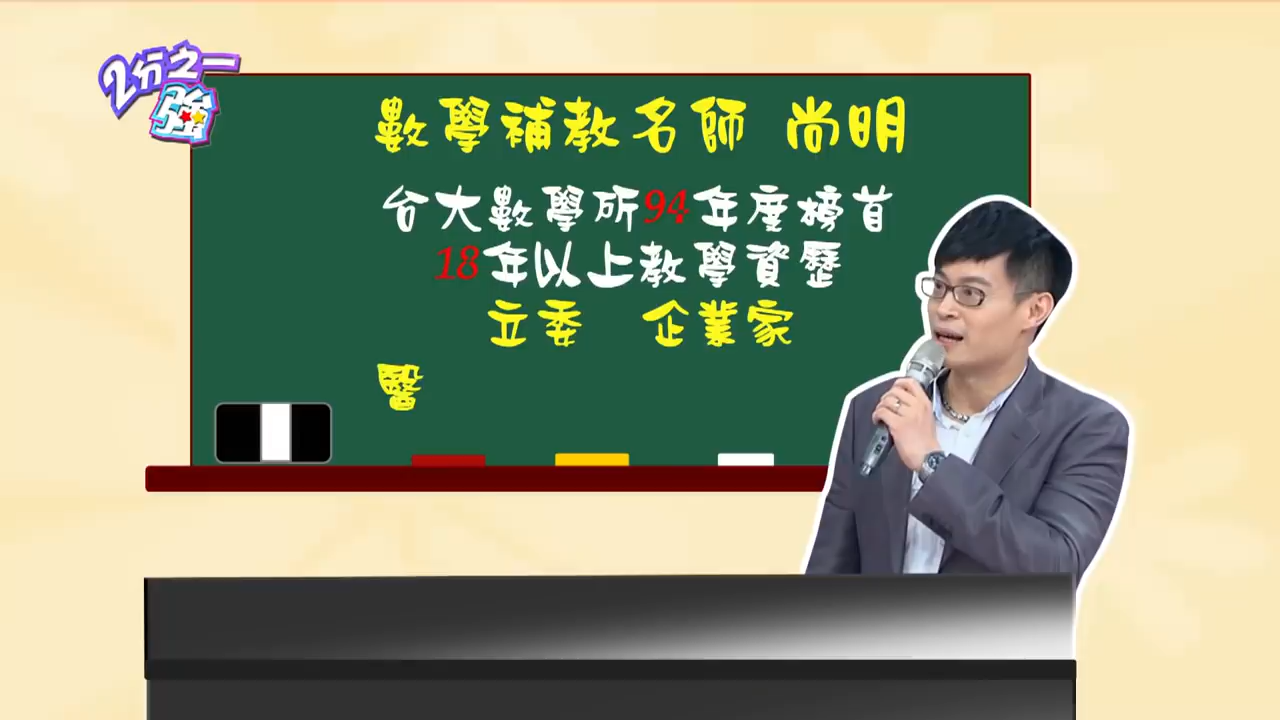 2分之一強
數學補教名師 尚明
台大數學所94年度榜首
18年以上教學資歷
立委 企業家
醫